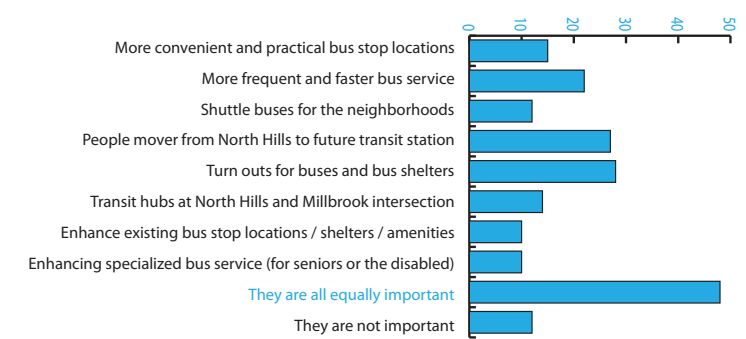 0 10 20 30 40 50
More convenient and practical bus stop locations
More frequent and faster bus service
Shuttle buses for the neighborhoods
People mover from North Hills to future transit station
Turn outs for buses and bus shelters
Transit hubs at North Hills and Millbrook intersection
Enhance existing bus stop locations / shelters / amenities
Enhancing specialized bus service (for seniors or the disabled)
They are all equally important
They are not important